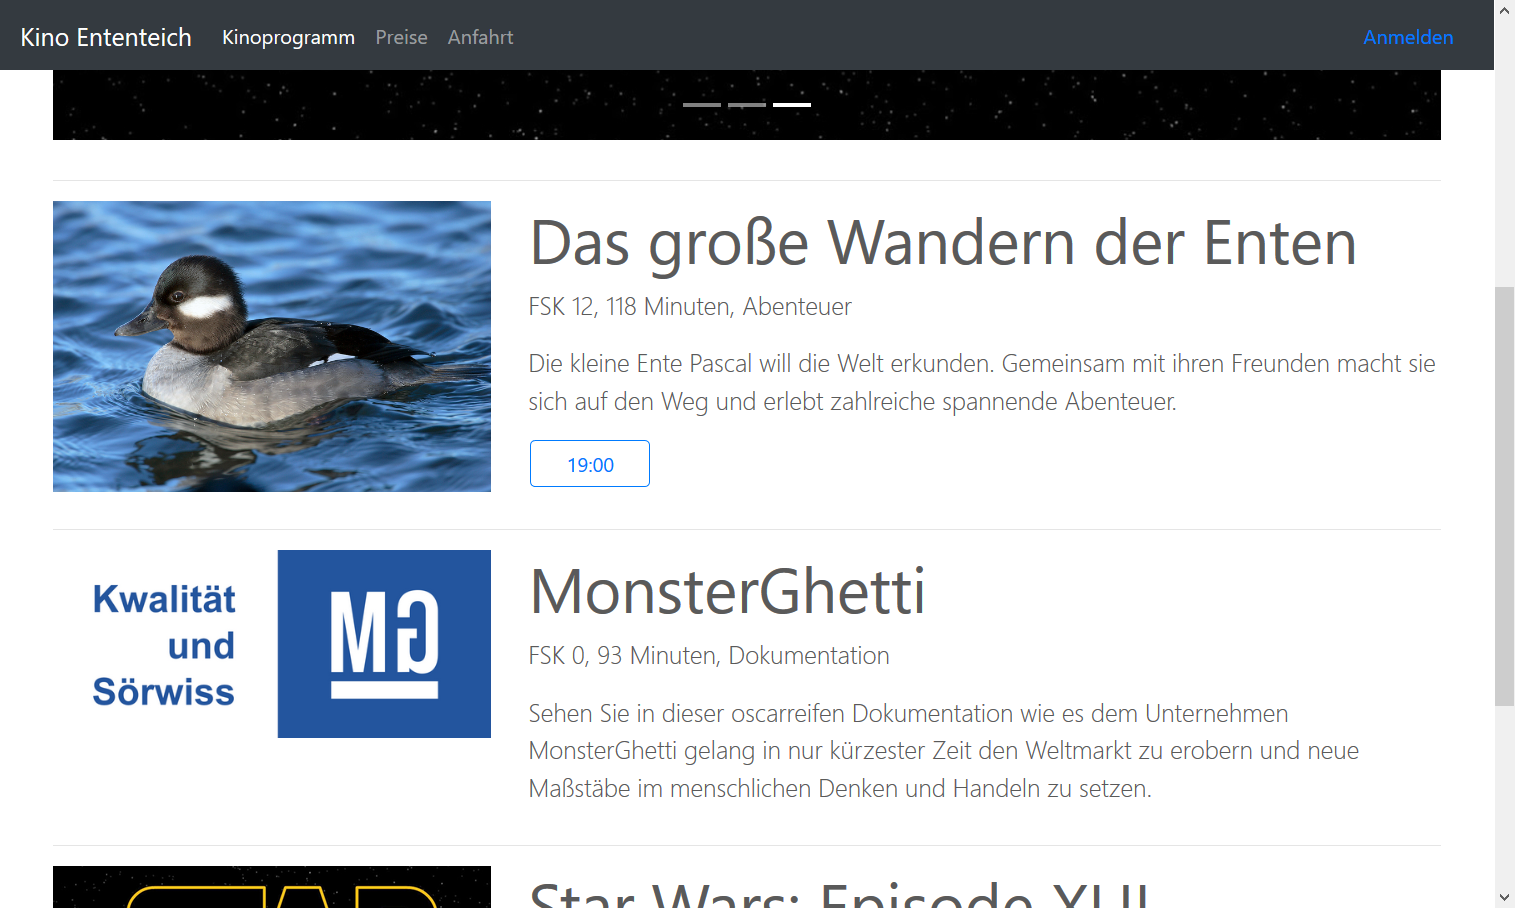 Kino Ententeich Kinoprogramm Preise Anfahrt Anmelden
Das große Wandern der Enten
FSK 12, 118 Minuten, Abenteuer
Die kleine Ente Pascal will die Welt erkunden. Gemeinsam mit ihren Freunden macht sie
sich auf den Weg und erlebt zahlreiche spannende Abenteuer.
19:00
Kwalität
und
Sörwiss
MG
MonsterGhetti
FSK 0, 93 Minuten, Dokumentation
Sehen Sie in dieser oscarreifen Dokumentation wie es dem Unternehmen
MonsterGhetti gelang in nur kürzester Zeit den Weltmarkt zu erobern und neue
Maßstäbe im menschlichen Denken und Handeln zu setzen.
STAR
Star Wars: Episode